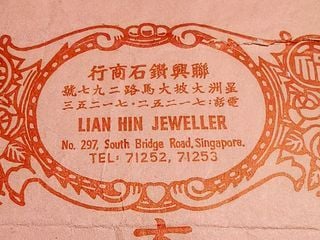 行商石鑽興聯
號七九二路馬大坡大洲星
三五二一七·二五二一七：話電
LIAN HIN JEWELLER
No. 297, South Bridge Road, Singapore.
TEL: 71252, 71253